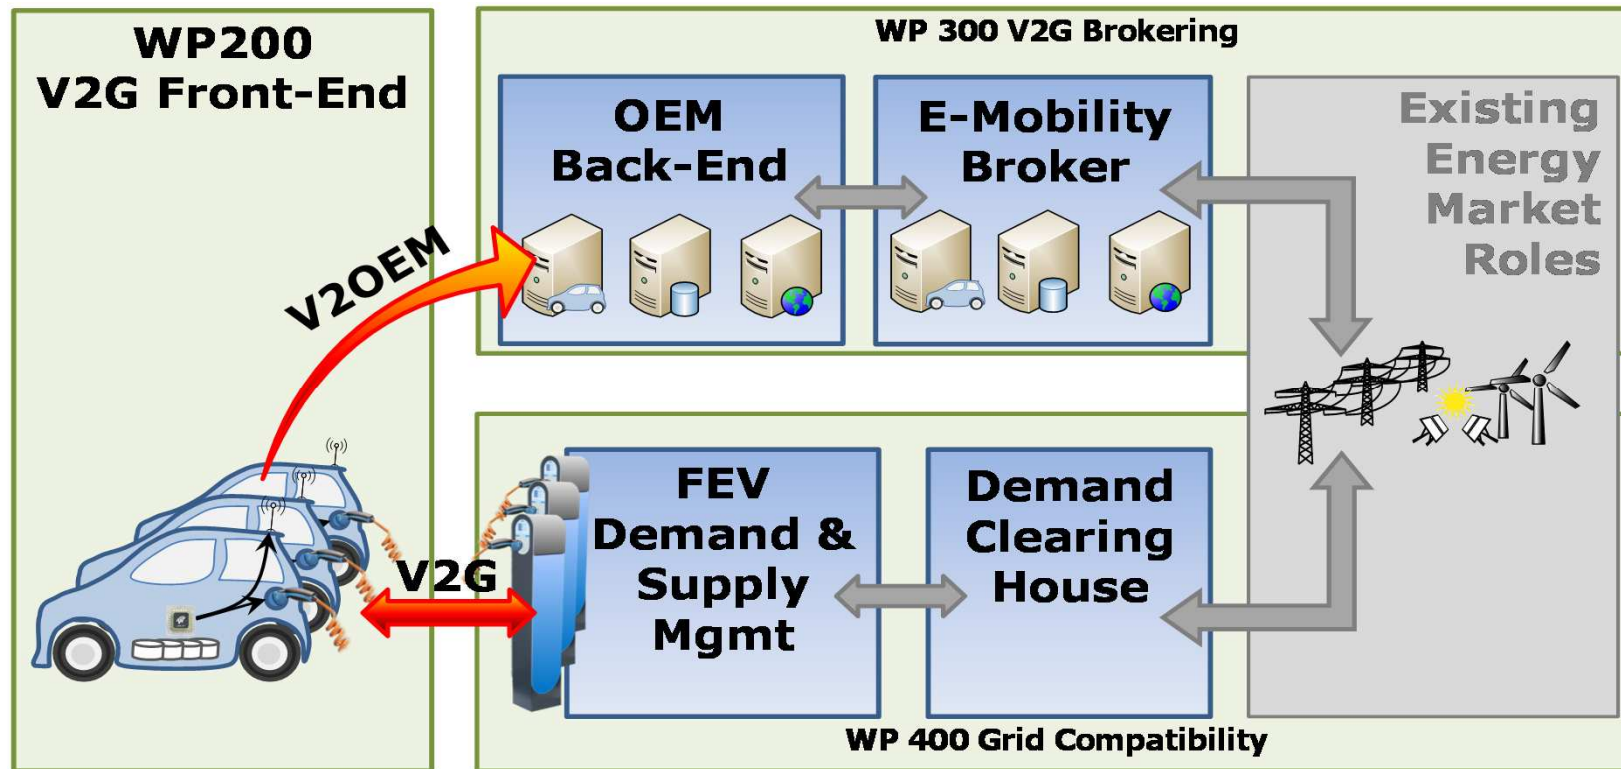 WP200
V2G Front-End
WP 300 V2G Brokering
OEM
Back-End
E-Mobility
Broker
Existing
Energy
Market
Roles
V2OEM
V2G
FEV
Demand &
Supply
Mgmt
Demand
Clearing
House
WP 400 Grid Compatibility